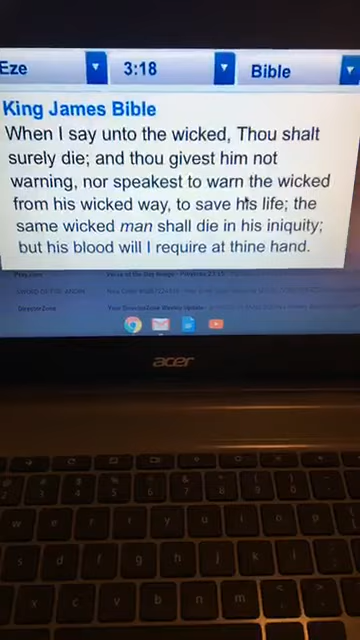 Eze 3:18 Bible
King James Bible
When I say unto the wicked, Thou shalt
surely die; and thou givest him not
warning, nor speakest to warn the wicked
from his wicked way, to save his life; the
same wicked man shall die in his iniquity;
but his blood will I require at thine hand.
acer
w e r t y u i o p
s d f g h j k l
x c v b n m